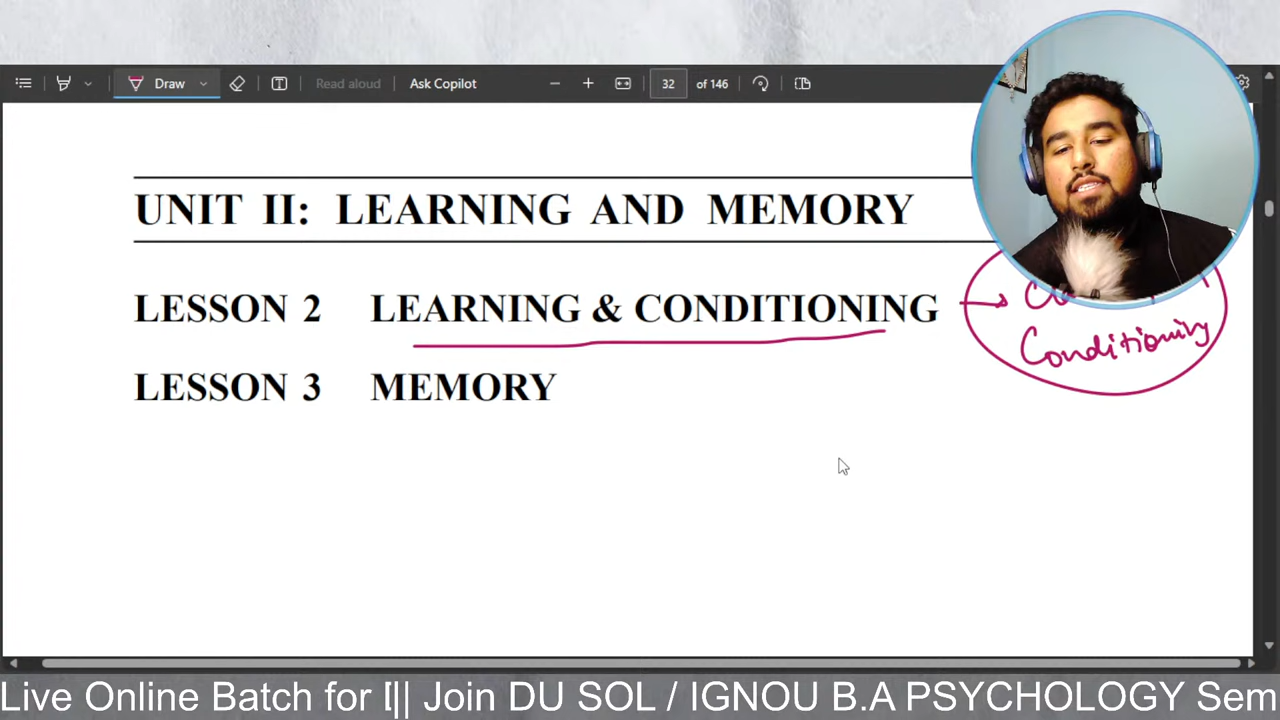 Draw
Read aloud
Ask Copilot
32
of 146
UNIT II: LEARNING AND MEMORY
LESSON 2 LEARNING & CONDITIONING
Conditioning
LESSON 3 MEMORY
Live Online Batch for [|| Join DU SOL / IGNOU B.A PSYCHOLOGY Sem